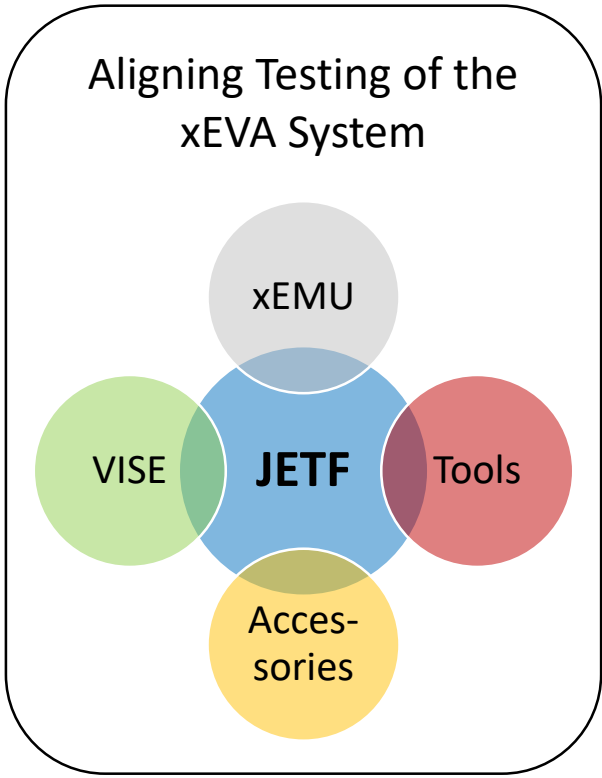 Aligning Testing of the
xEVA System
xEMU
VISE
JETF
Tools
Acces-
sories